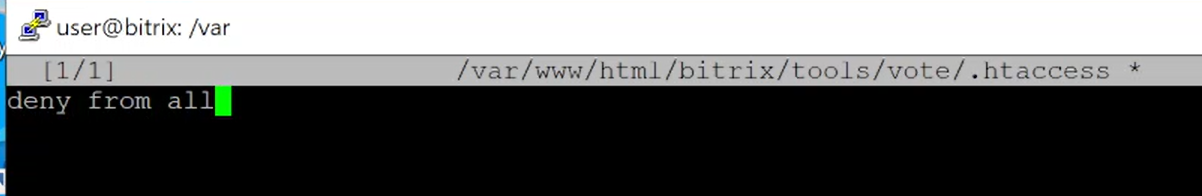 user@bitrix: /var
[1/1] /var/www/html/bitrix/tools/vote/.htaccess *
deny from all